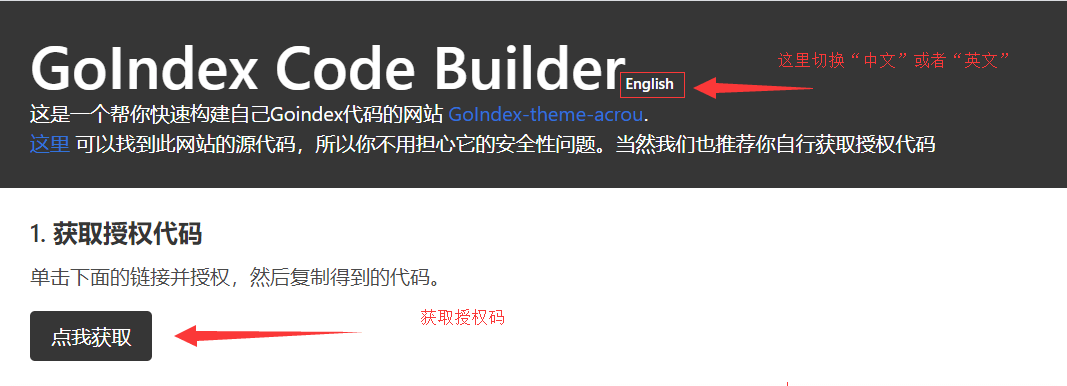 GoIndex Code Builder English
这里切换“中文”或者“英文”
这是一个帮你快速构建自己Goindex代码的网站 GoIndex-theme-acrou.
这里 可以找到此网站的源代码，所以你不用担心它的安全性问题。当然我们也推荐你自行获取授权代码
1. 获取授权代码
单击下面的链接并授权，然后复制得到的代码。
点我获取
获取授权码